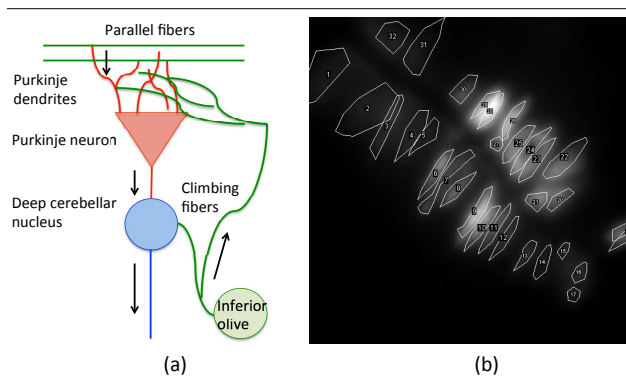 Parallel fibers
Purkinje
dendrites
Purkinje neuron
Deep cerebellar
nucleus
Climbing
fibers
Inferior
olive
(a)
32
31
1
30
2
3
4
5
28
27
25
24
23
22
6
7
8
21
20
9
10
11
12
13
14
15
16
17
(b)